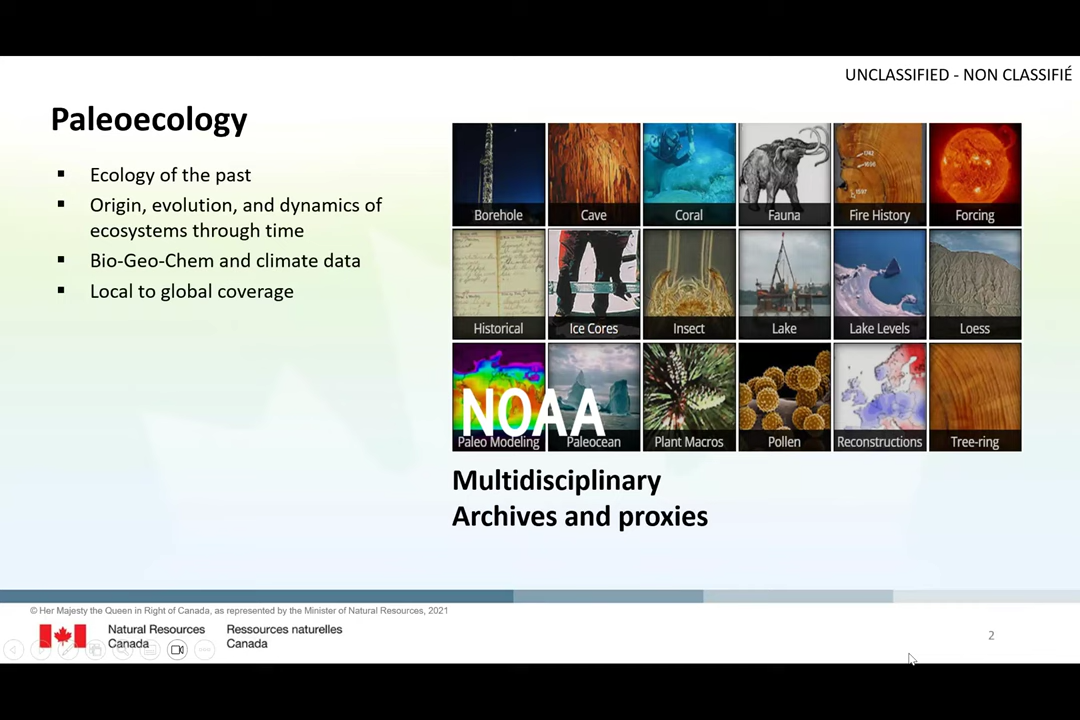 UNCLASSIFIED - NON CLASSIFIÉ
Paleoecology
Ecology of the past
Origin, evolution, and dynamics of
ecosystems through time
Bio-Geo-Chem and climate data
Local to global coverage
Borehole
Cave
Coral
Fauna
Fire History
Forcing
Historical
Ice Cores
Insect
Lake
Lake Levels
Loess
NOAA
Paleo Modeling
Paleocean
Plant Macros
Pollen
Reconstructions
Tree-ring
Multidisciplinary
Archives and proxies
© Her Majesty the Queen in Right of Canada, as represented by the Minister of Natural Resources, 2021
Natural Resources
Canada
Ressources naturelles
Canada
2